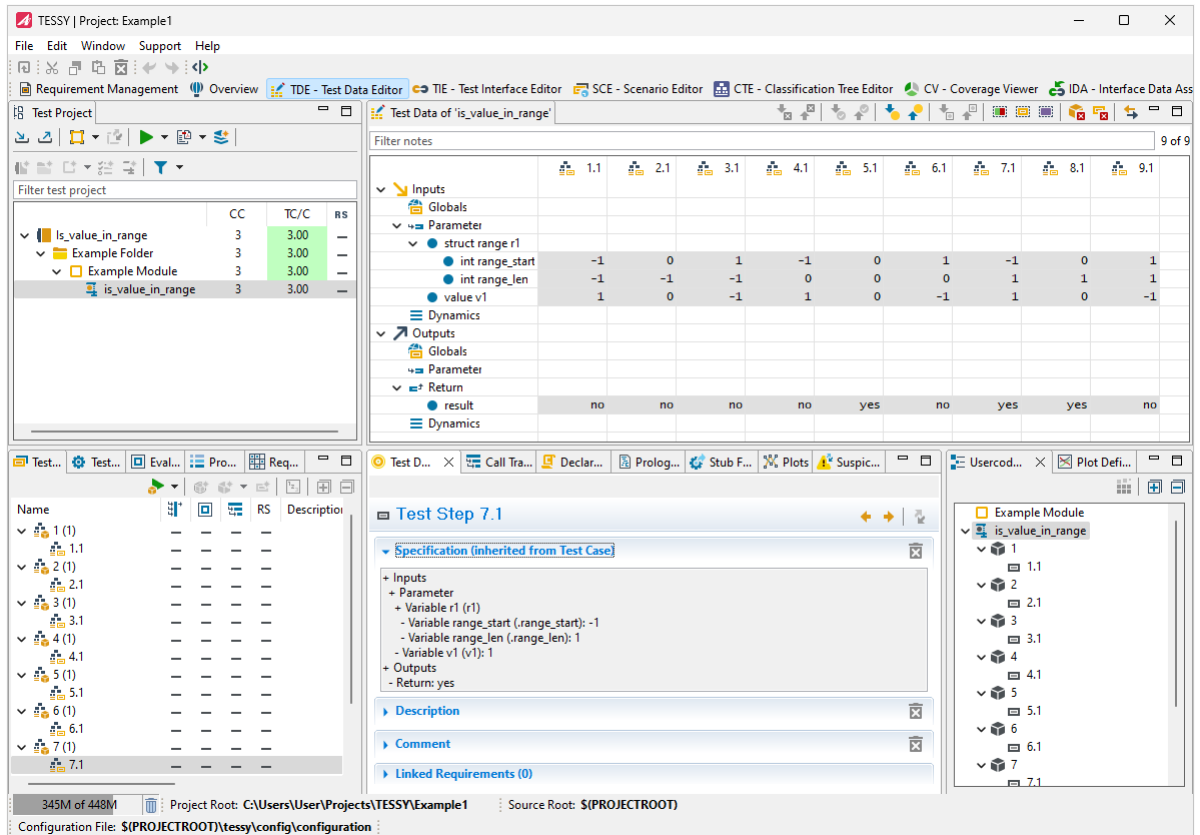 TESSY | Project: Example1
File Edit Window Support Help
Requirement Management Overview TDE - Test Data Editor TIE - Test Interface Editor SCE - Scenario Editor CTE - Classification Tree Editor CV - Coverage Viewer IDA - Interface Data Ass
Test Project
Filter test project
CC TC/C RS
Is_value_in_range 3 3.00 —
Example Folder 3 3.00 —
Example Module 3 3.00 —
is_value_in_range 3 3.00 —
Test Data of 'is_value_in_range'
Filter notes 9 of 9
1.1 2.1 3.1 4.1 5.1 6.1 7.1 8.1 9.1
Inputs
Globals
Parameter
struct range r1
int range_start -1 0 1 -1 0 1 -1 0 1
int range_len -1 -1 -1 0 0 0 1 1 1
value v1 1 0 -1 1 0 -1 1 0 -1
Dynamics
Outputs
Globals
Parameter
Return
result no no no no yes no yes yes no
Dynamics
Test... Test... Eval... Pro... Req...
Name RS Description
1 (1) — — — —
1.1 — — — —
2 (1) — — — —
2.1 — — — —
3 (1) — — — —
3.1 — — — —
4 (1) — — — —
4.1 — — — —
5 (1) — — — —
5.1 — — — —
6 (1) — — — —
6.1 — — — —
7 (1) — — — —
7.1 — — — —
Test D... Call Tra... Declar... Prolog... Stub F... Plots Suspic...
Test Step 7.1
Specification (inherited from Test Case)
+ Inputs
+ Parameter
+ Variable r1 (r1)
- Variable range_start (.range_start): -1
- Variable range_len (.range_len): 1
- Variable v1 (v1): 1
+ Outputs
- Return: yes
Description
Comment
Linked Requirements (0)
Usercod... Plot Defi...
Example Module
is_value_in_range
1
1.1
2
2.1
3
3.1
4
4.1
5
5.1
6
6.1
7
7.1
345M of 448M Project Root: C:\Users\User\Projects\TESSY\Example1 Source Root: $(PROJECTROOT)
Configuration File: $(PROJECTROOT)\tessy\config\configuration